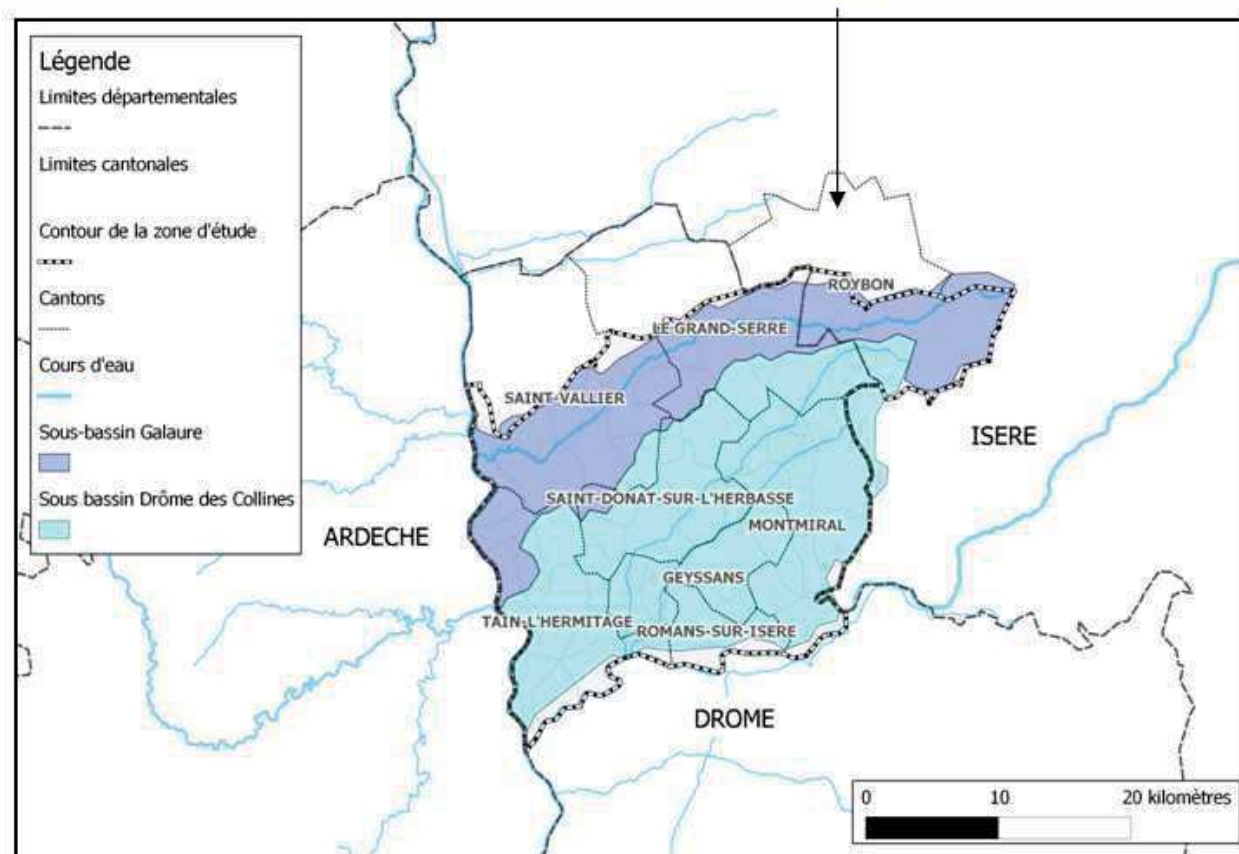 Légende
Limites départementales
Limites cantonales
Contour de la zone d'étude
Cantons
Cours d'eau
Sous-bassin Galaure
Sous bassin Drôme des Collines
ROYBON
LE GRAND-SERRE
SAINT-VALLIER
ISERE
SAINT-DONAT-SUR-L'HERBASSE
MONTMIRAL
ARDECHE
GEYSSANS
TAIN-L'HERMITAGE
ROMANS-SUR-ISERE
DROME
0 10 20 kilomètres